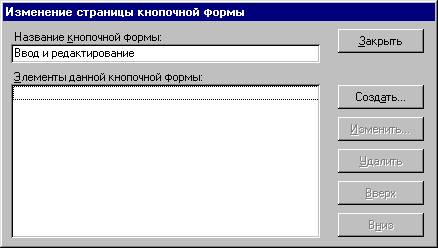 Изменение страницы кнопочной формы
Название кнопочной формы:
Закрыть
Ввод и редактирование
Элементы данной кнопочной формы:
Создать...
Изменить...
Удалить
Вверх
Вниз